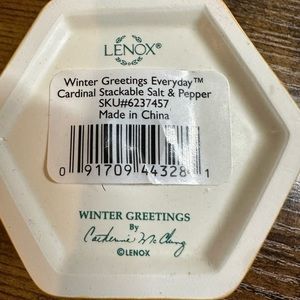 LENOX®
Winter Greetings Everyday™
Cardinal Stackable Salt & Pepper
SKU#6237457
Made in China
0 91709 44328 1
WINTER GREETINGS
By
Catherine McClung
©LENOX